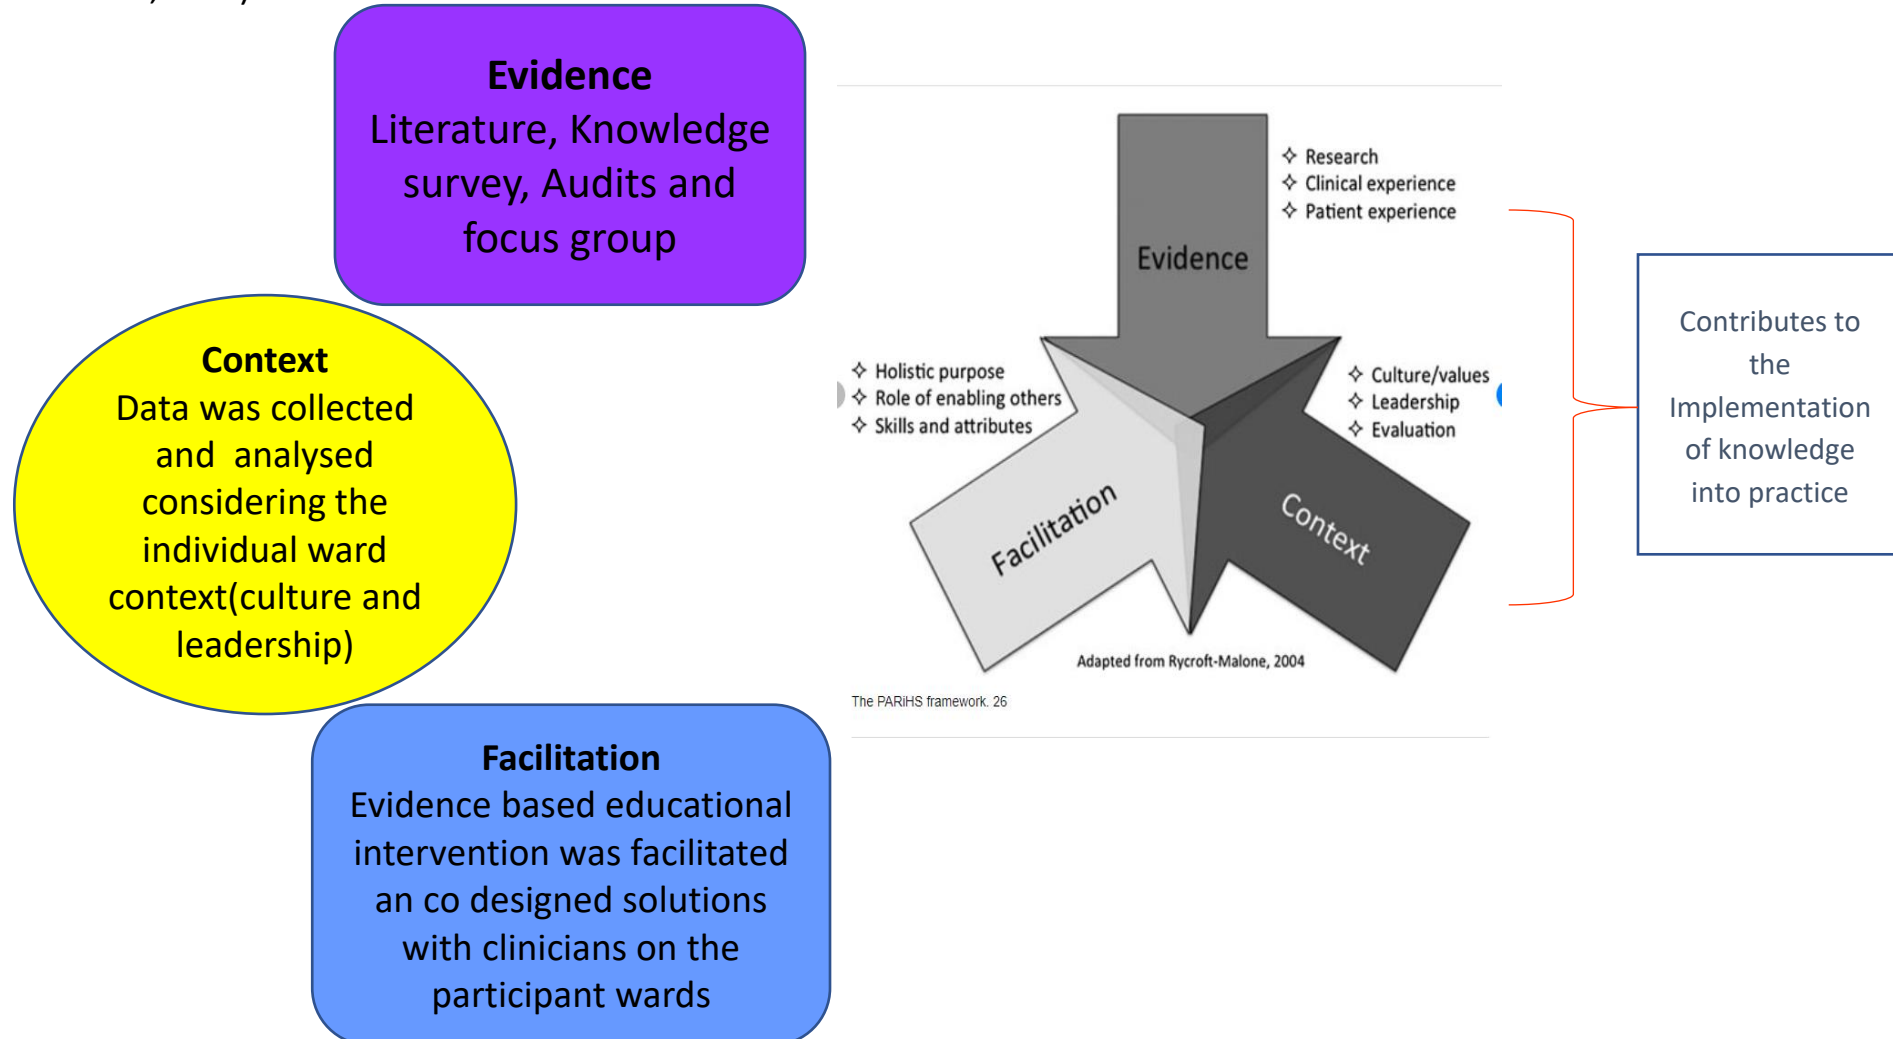 Evidence
Literature, Knowledge
survey, Audits and
focus group
Context
Data was collected
and analysed
considering the
individual ward
context(culture and
leadership)
Facilitation
Evidence based educational
intervention was facilitated
an co designed solutions
with clinicians on the
participant wards
✧ Research
✧ Clinical experience
✧ Patient experience
Evidence
✧ Holistic purpose
✧ Role of enabling others
✧ Skills and attributes
✧ Culture/values
✧ Leadership
✧ Evaluation
Facilitation
Context
Adapted from Rycroft-Malone, 2004
The PARiHS framework. 26
Contributes to
the
Implementation
of knowledge
into practice